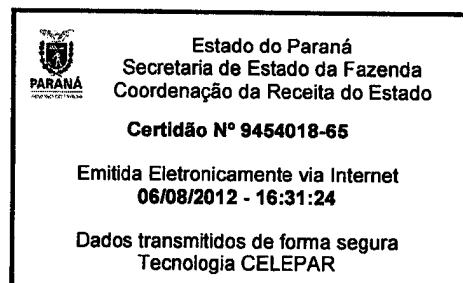 Estado do Paraná
Secretaria de Estado da Fazenda
PARANÁ
Coordenação da Receita do Estado
Certidão Nº 9454018-65
Emitida Eletronicamente via Internet
06/08/2012 - 16:31:24
Dados transmitidos de forma segura
Tecnologia CELEPAR